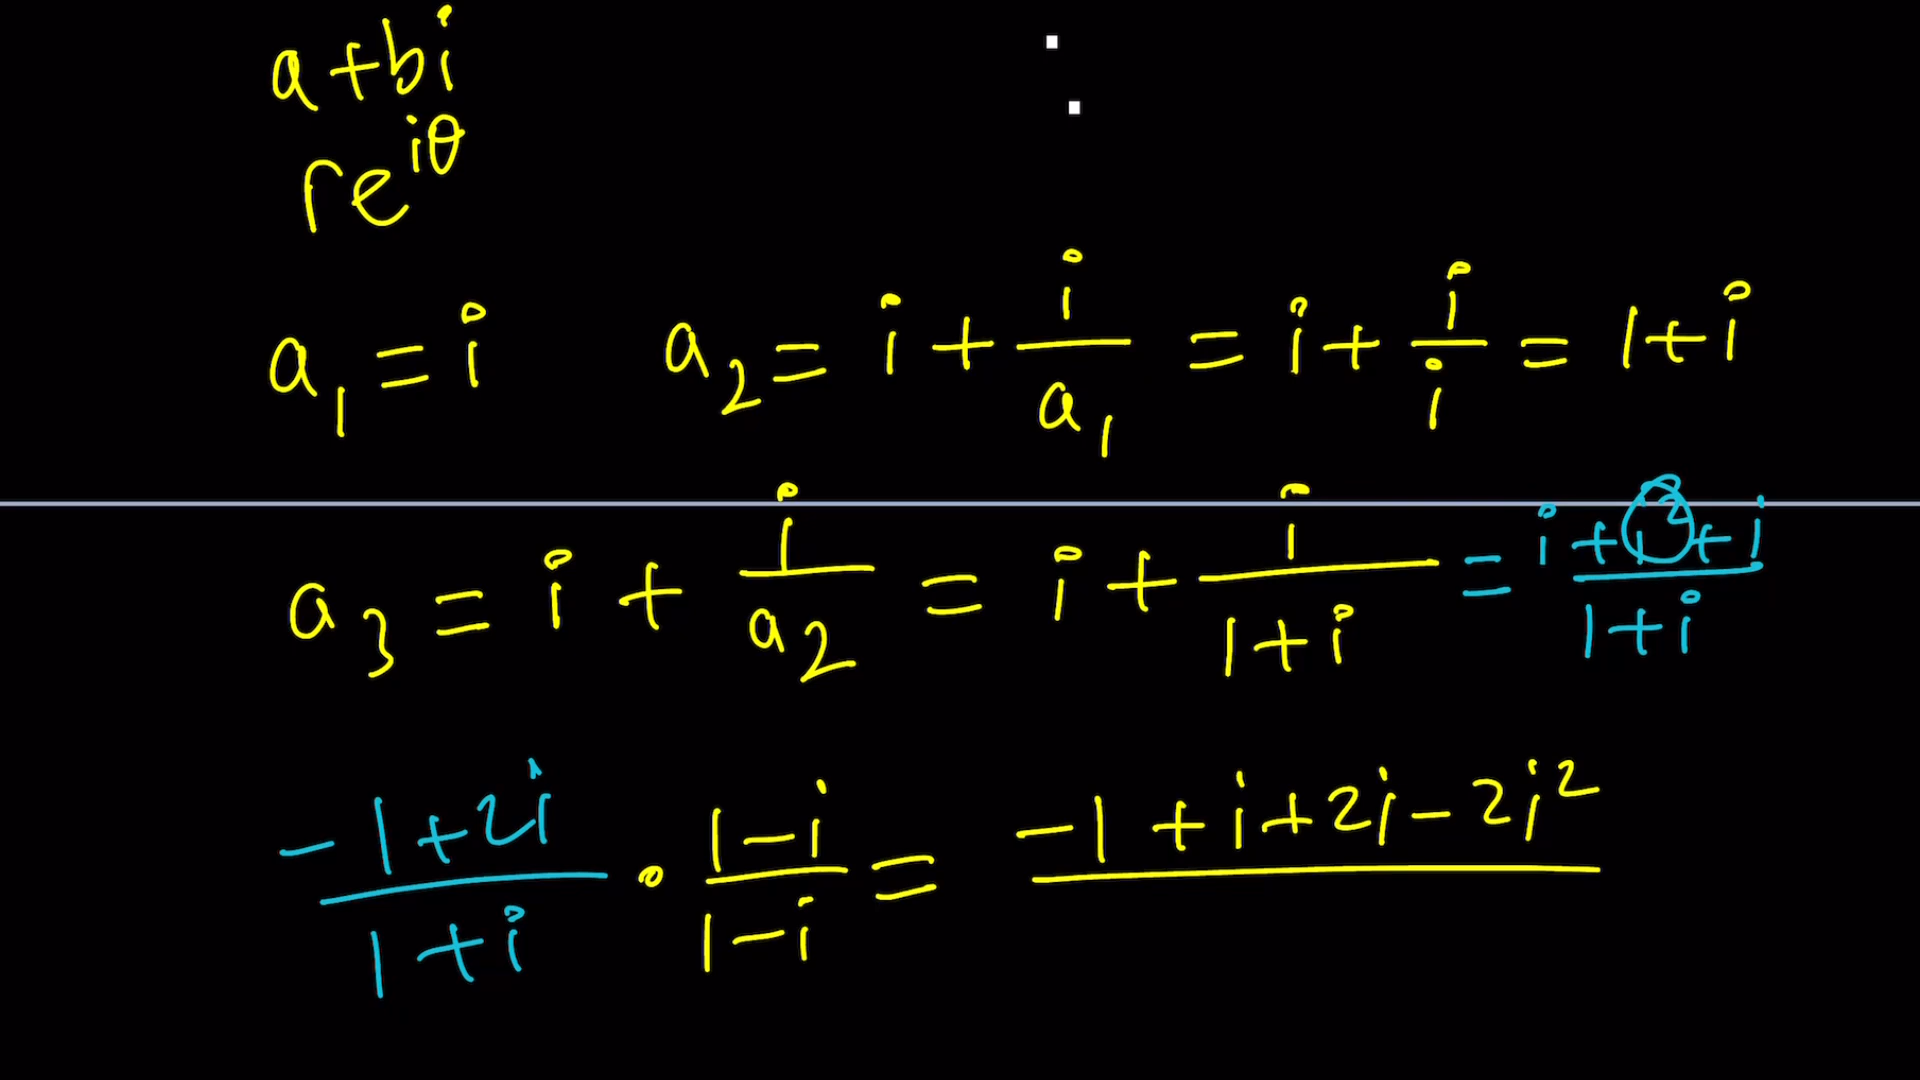 a+bi
re^{iθ}
a₁ = i    a₂ = i + i/a₁ = i + i/i = 1+i
a₃ = i + i/a₂ = i + i/(1+i) = (i+i²+i)/(1+i)
(-1+2i)/(1+i) · (1-i)/(1-i) = (-1+i+2i-2i²)/